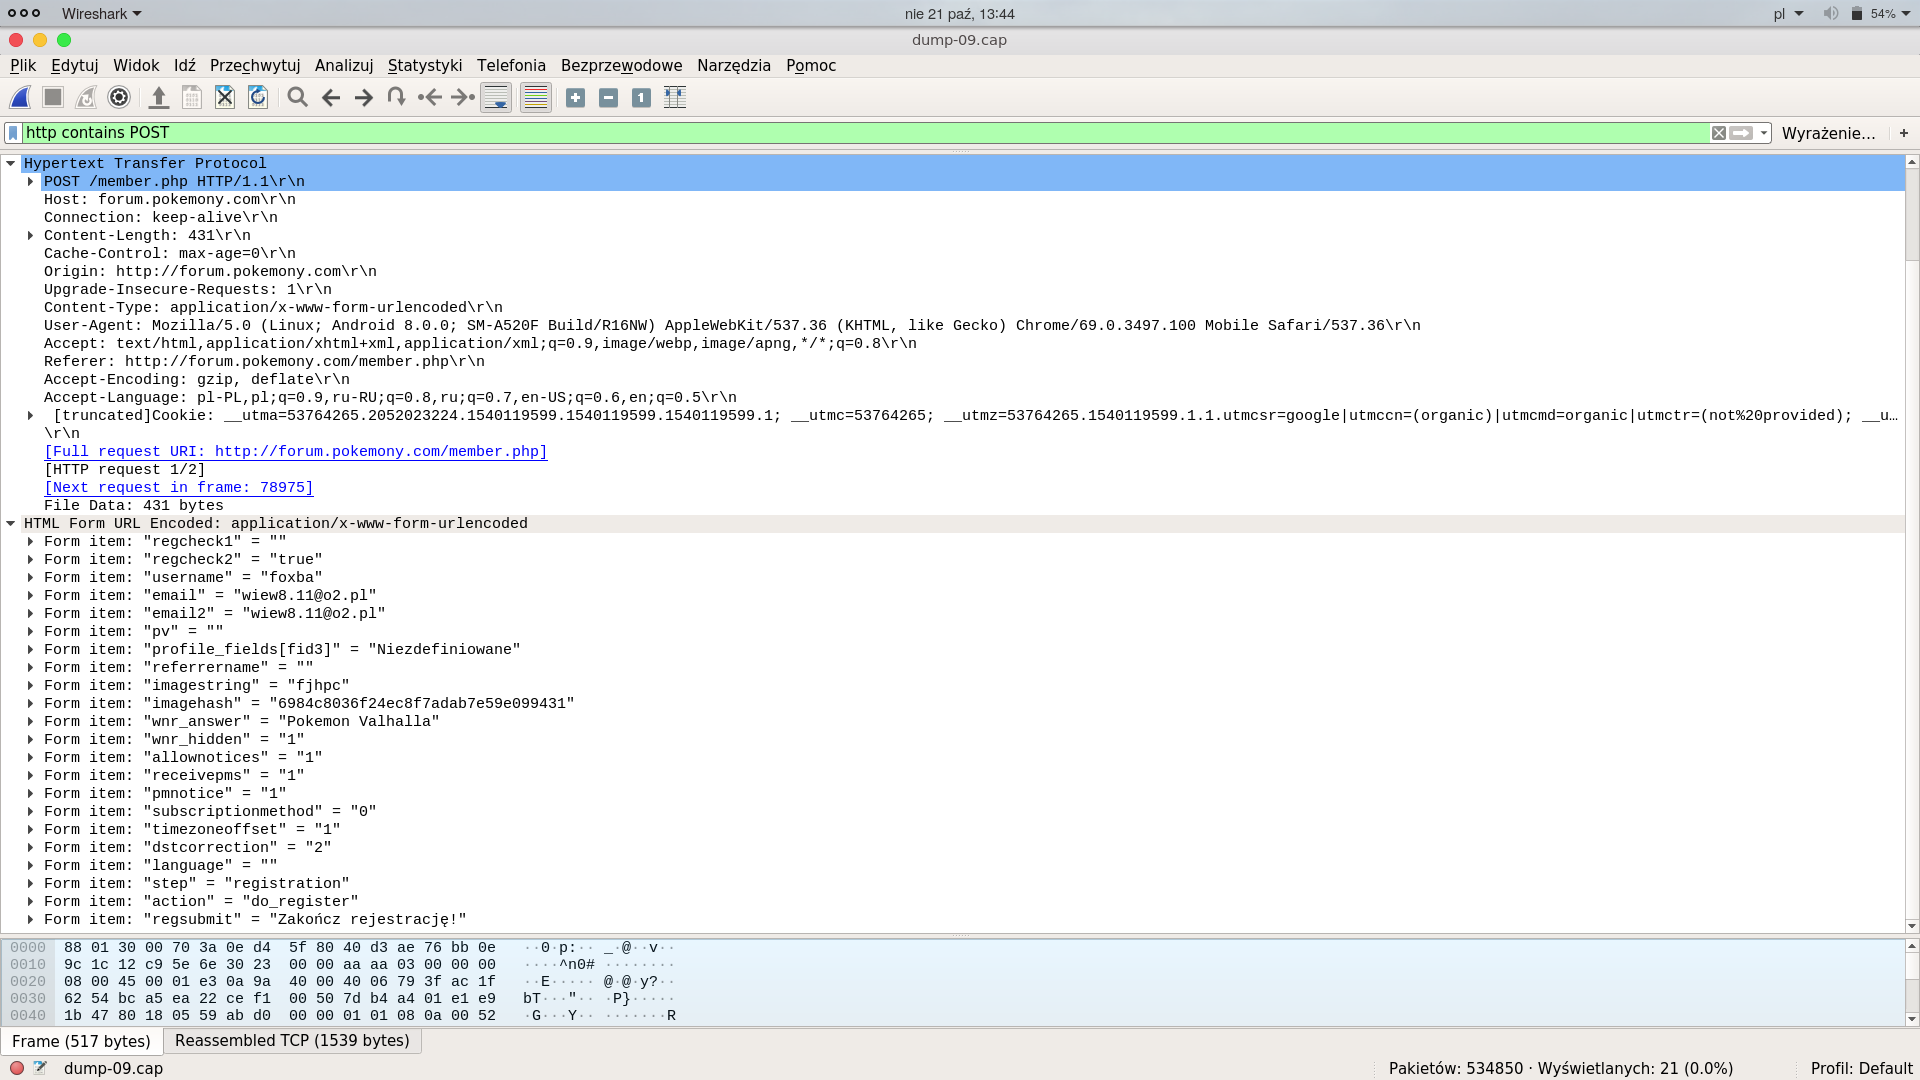 Wireshark
nie 21 paź, 13:44
pl
54%
dump-09.cap
Plik Edytuj Widok Idź Przechwytuj Analizuj Statystyki Telefonia Bezprzewodowe Narzędzia Pomoc
http contains POST
Wyrażenie…
+
Hypertext Transfer Protocol
POST /member.php HTTP/1.1\r\n
Host: forum.pokemony.com\r\n
Connection: keep-alive\r\n
Content-Length: 431\r\n
Cache-Control: max-age=0\r\n
Origin: http://forum.pokemony.com\r\n
Upgrade-Insecure-Requests: 1\r\n
Content-Type: application/x-www-form-urlencoded\r\n
User-Agent: Mozilla/5.0 (Linux; Android 8.0.0; SM-A520F Build/R16NW) AppleWebKit/537.36 (KHTML, like Gecko) Chrome/69.0.3497.100 Mobile Safari/537.36\r\n
Accept: text/html,application/xhtml+xml,application/xml;q=0.9,image/webp,image/apng,*/*;q=0.8\r\n
Referer: http://forum.pokemony.com/member.php\r\n
Accept-Encoding: gzip, deflate\r\n
Accept-Language: pl-PL,pl;q=0.9,ru-RU;q=0.8,ru;q=0.7,en-US;q=0.6,en;q=0.5\r\n
[truncated]Cookie: __utma=53764265.2052023224.1540119599.1540119599.1540119599.1; __utmc=53764265; __utmz=53764265.1540119599.1.1.utmcsr=google|utmccn=(organic)|utmcmd=organic|utmctr=(not%20provided); __u…
\r\n
[Full request URI: http://forum.pokemony.com/member.php]
[HTTP request 1/2]
[Next request in frame: 78975]
File Data: 431 bytes
HTML Form URL Encoded: application/x-www-form-urlencoded
Form item: "regcheck1" = ""
Form item: "regcheck2" = "true"
Form item: "username" = "foxba"
Form item: "email" = "wiew8.11@o2.pl"
Form item: "email2" = "wiew8.11@o2.pl"
Form item: "pv" = ""
Form item: "profile_fields[fid3]" = "Niezdefiniowane"
Form item: "referrername" = ""
Form item: "imagestring" = "fjhpc"
Form item: "imagehash" = "6984c8036f24ec8f7adab7e59e099431"
Form item: "wnr_answer" = "Pokemon Valhalla"
Form item: "wnr_hidden" = "1"
Form item: "allownotices" = "1"
Form item: "receivepms" = "1"
Form item: "pmnotice" = "1"
Form item: "subscriptionmethod" = "0"
Form item: "timezoneoffset" = "1"
Form item: "dstcorrection" = "2"
Form item: "language" = ""
Form item: "step" = "registration"
Form item: "action" = "do_register"
Form item: "regsubmit" = "Zakończ rejestrację!"
0000 88 01 30 00 70 3a 0e d4 5f 80 40 d3 ae 76 bb 0e ··0·p:·· _·@··v··
0010 9c 1c 12 c9 5e 6e 30 23 00 00 aa aa 03 00 00 00 ····^n0# ········
0020 08 00 45 00 01 e3 0a 9a 40 00 40 06 79 3f ac 1f ··E····· @·@·y?··
0030 62 54 bc a5 ea 22 ce f1 00 50 7d b4 a4 01 e1 e9 bT···"·· ·P}·····
0040 1b 47 80 18 05 59 ab d0 00 00 01 01 08 0a 00 52 ·G···Y·· ·······R
Frame (517 bytes) Reassembled TCP (1539 bytes)
dump-09.cap
Pakietów: 534850 · Wyświetlanych: 21 (0.0%)
Profil: Default